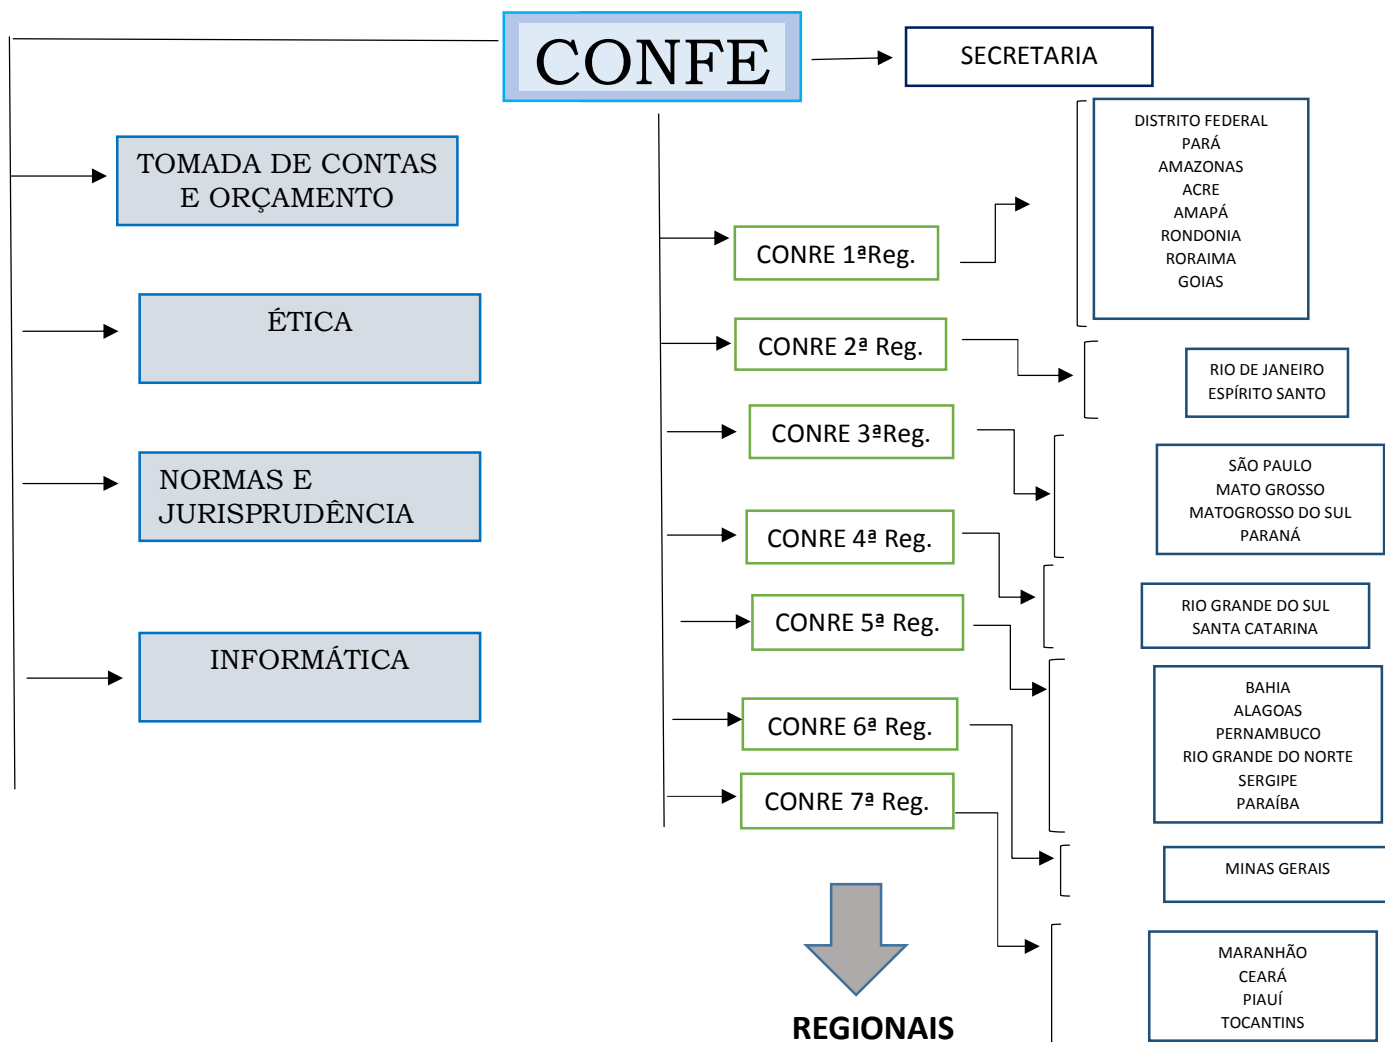 CONFE
SECRETARIA
TOMADA DE CONTAS
E ORÇAMENTO
ÉTICA
NORMAS E
JURISPRUDÊNCIA
INFORMÁTICA
CONRE 1ªReg.
DISTRITO FEDERAL
PARÁ
AMAZONAS
ACRE
AMAPÁ
RONDONIA
RORAIMA
GOIAS
CONRE 2ª Reg.
RIO DE JANEIRO
ESPÍRITO SANTO
CONRE 3ªReg.
SÃO PAULO
MATO GROSSO
MATOGROSSO DO SUL
PARANÁ
CONRE 4ª Reg.
RIO GRANDE DO SUL
SANTA CATARINA
CONRE 5ª Reg.
BAHIA
ALAGOAS
PERNAMBUCO
RIO GRANDE DO NORTE
SERGIPE
PARAÍBA
CONRE 6ª Reg.
MINAS GERAIS
CONRE 7ª Reg.
MARANHÃO
CEARÁ
PIAUÍ
TOCANTINS
REGIONAIS